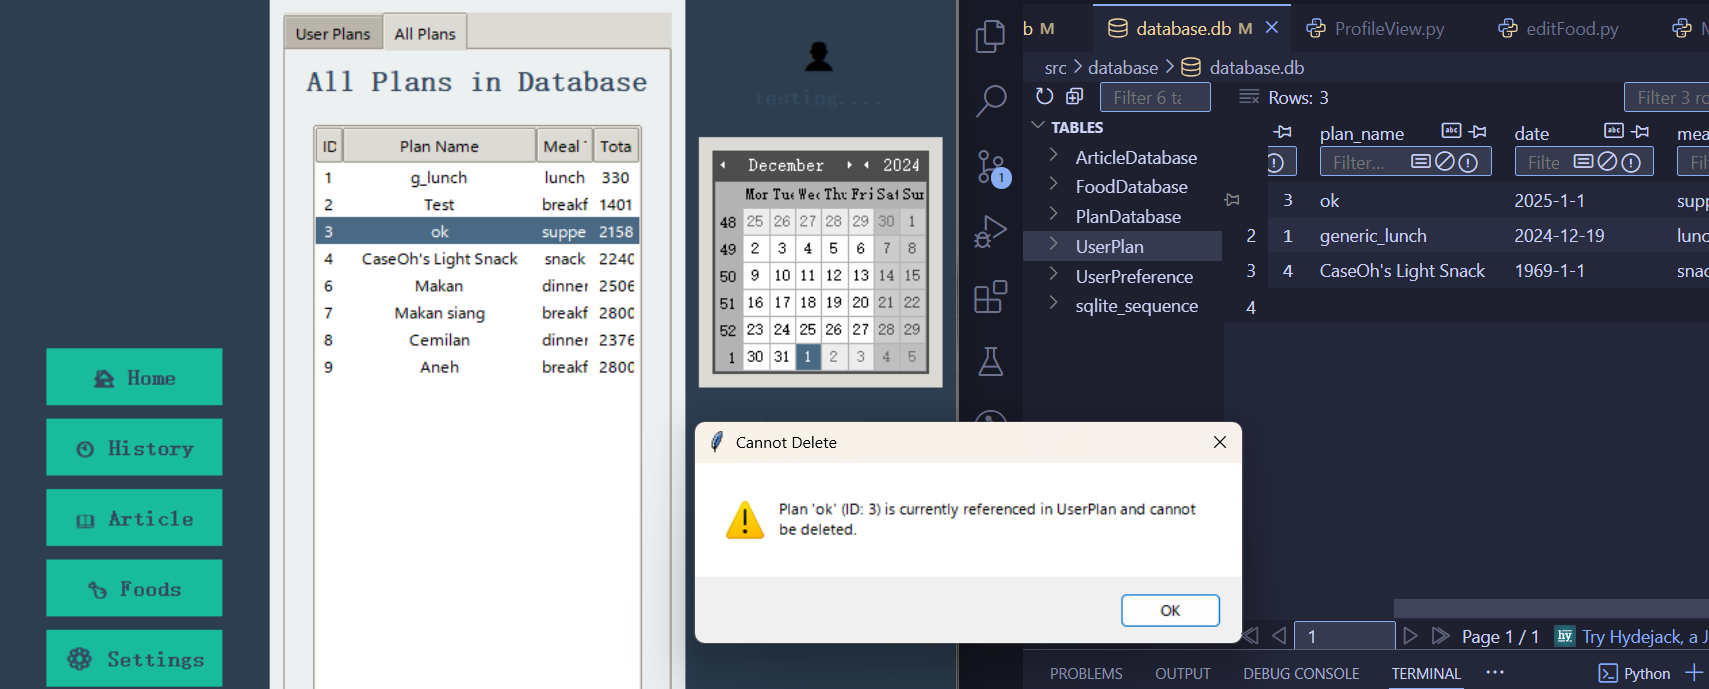 User Plans
All Plans
All Plans in Database
ID Plan Name Meal Tota
1 g_lunch lunch 330
2 Test breakf 1401
3 ok suppe 2158
4 CaseOh's Light Snack snack 2240
6 Makan dinner 2506
7 Makan siang breakf 2800
8 Cemilan dinner 2376
9 Aneh breakf 2800
Home
History
Article
Foods
Settings
testing....
December 2024
Mon Tue Wed Thu Fri Sat Sun
48 25 26 27 28 29 30 1
49 2 3 4 5 6 7 8
50 9 10 11 12 13 14 15
51 16 17 18 19 20 21 22
52 23 24 25 26 27 28 29
1 30 31 1 2 3 4 5
Cannot Delete
Plan 'ok' (ID: 3) is currently referenced in UserPlan and cannot
be deleted.
OK
b M
database.db M
ProfileView.py
editFood.py
src > database > database.db
Filter 6 ta
Rows: 3
Filter 3 ro
TABLES
ArticleDatabase
FoodDatabase
PlanDatabase
UserPlan
UserPreference
sqlite_sequence
1
plan_name date mea
Filter... Filte Fil
3 ok 2025-1-1 supp
2 1 generic_lunch 2024-12-19 lunc
3 4 CaseOh's Light Snack 1969-1-1 snac
4
1 Page 1 / 1 hy Try Hydejack, a J
PROBLEMS OUTPUT DEBUG CONSOLE TERMINAL ... Python